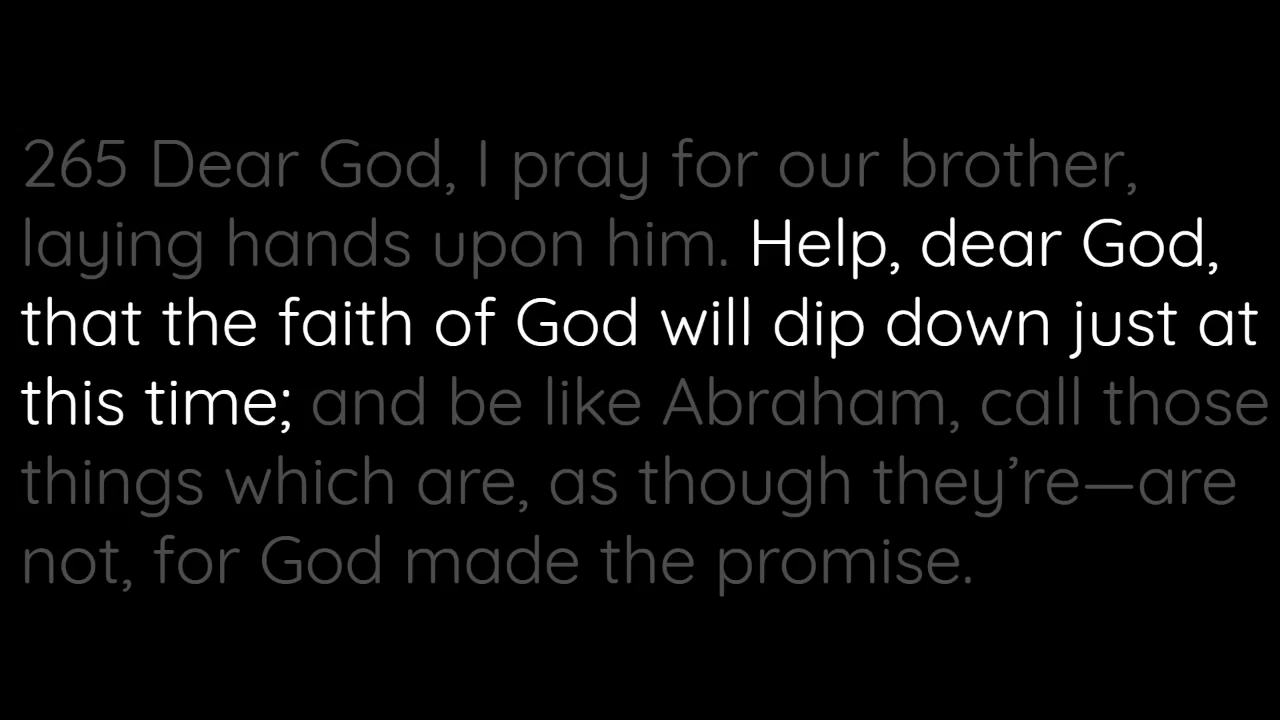 265 Dear God, I pray for our brother,
laying hands upon him. Help, dear God,
that the faith of God will dip down just at
this time; and be like Abraham, call those
things which are, as though they’re—are
not, for God made the promise.